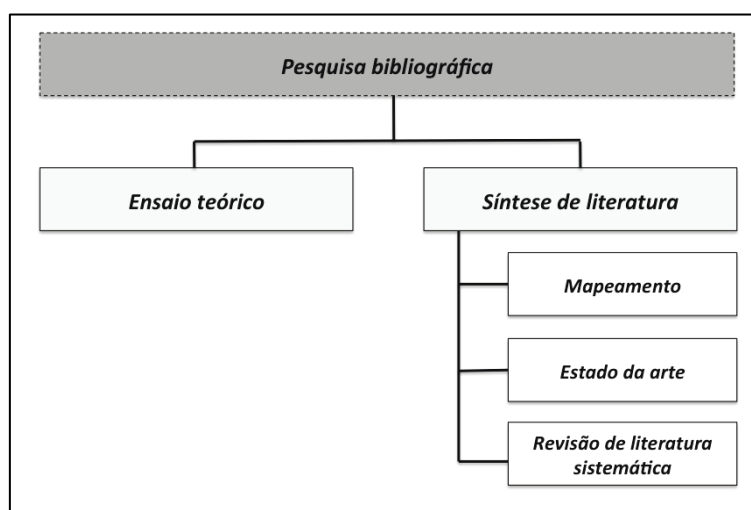 Pesquisa bibliográfica
Ensaio teórico
Síntese de literatura
Mapeamento
Estado da arte
Revisão de literatura
sistemática